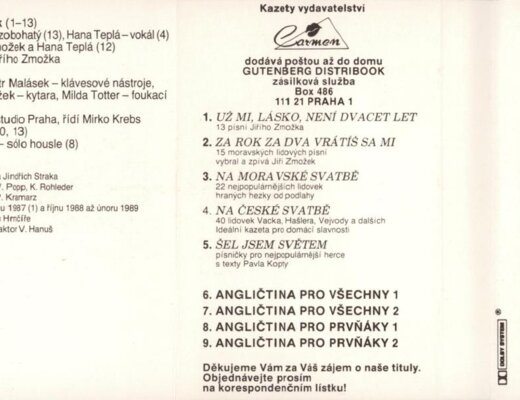 k (1–13)
zobohatý (13), Hana Teplá – vokál (4)
nožek a Hana Teplá (12)
iřího Zmožka
tr Malásek – klávesové nástroje,
žek – kytara, Milda Totter – foukací
studio Praha, řídí Mirko Krebs
0, 13)
– sólo housle (8)
Jindřich Straka
. Popp, K. Rohleder
. Kramarz
u 1987 (1) a říjnu 1988 až únoru 1989
Hrnčíře
aktor V. Hanuš
Kazety vydavatelství
Carmen
dodává poštou až do domu
GUTENBERG DISTRIBOOK
zásilková služba
Box 486
111 21 PRAHA 1
1. UŽ MI, LÁSKO, NENÍ DVACET LET
13 písní Jiřího Zmožka
2. ZA ROK ZA DVA VRÁTÍŠ SA MI
15 moravských lidových písní
vybral a zpívá Jiří Zmožek
3. NA MORAVSKÉ SVATBĚ
22 nejpopulárnějších lidovek
hraných hezky od podlahy
4. NA ČESKÉ SVATBĚ
40 lidovek Vacka, Hašlera, Vejvody a dalších
Ideální kazeta pro domácí slavnosti
5. ŠEL JSEM SVĚTEM
písničky pro nejpopulárnější herce
s texty Pavla Kopty
6. ANGLIČTINA PRO VŠECHNY 1
7. ANGLIČTINA PRO VŠECHNY 2
8. ANGLIČTINA PRO PRVŇÁKY 1
9. ANGLIČTINA PRO PRVŇÁKY 2
Děkujeme Vám za Váš zájem o naše tituly.
Objednávejte prosím
na korespondenčním lístku!
DOLBY SYSTEM ®